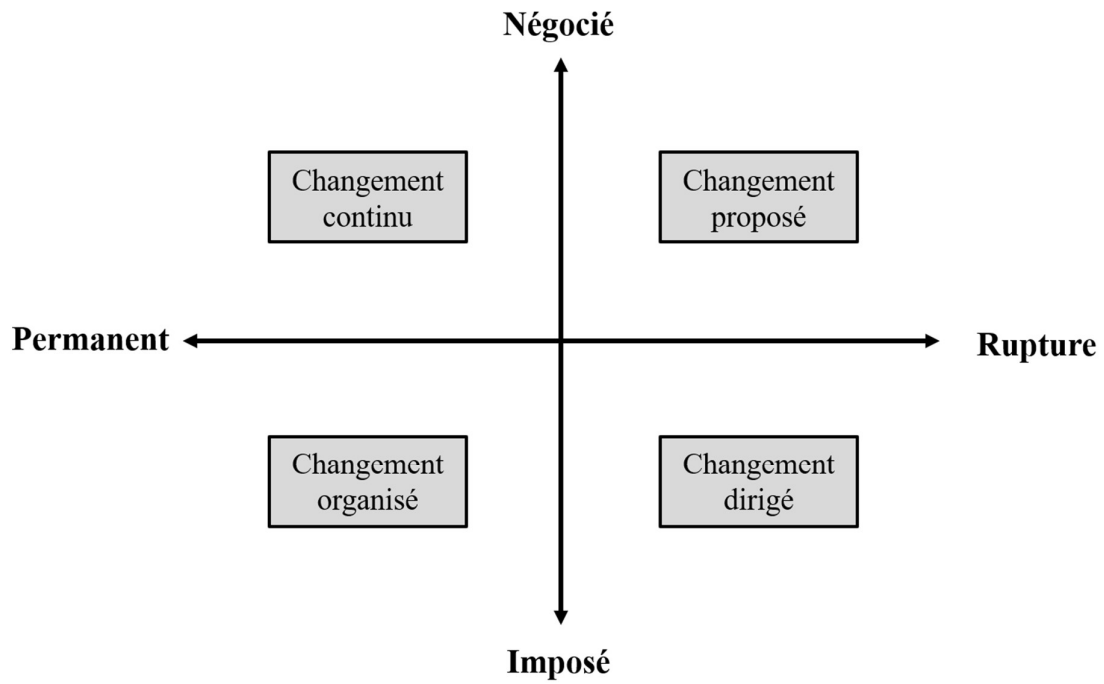 Négocié
Changement
continu
Changement
proposé
Permanent
Rupture
Changement
organisé
Changement
dirigé
Imposé